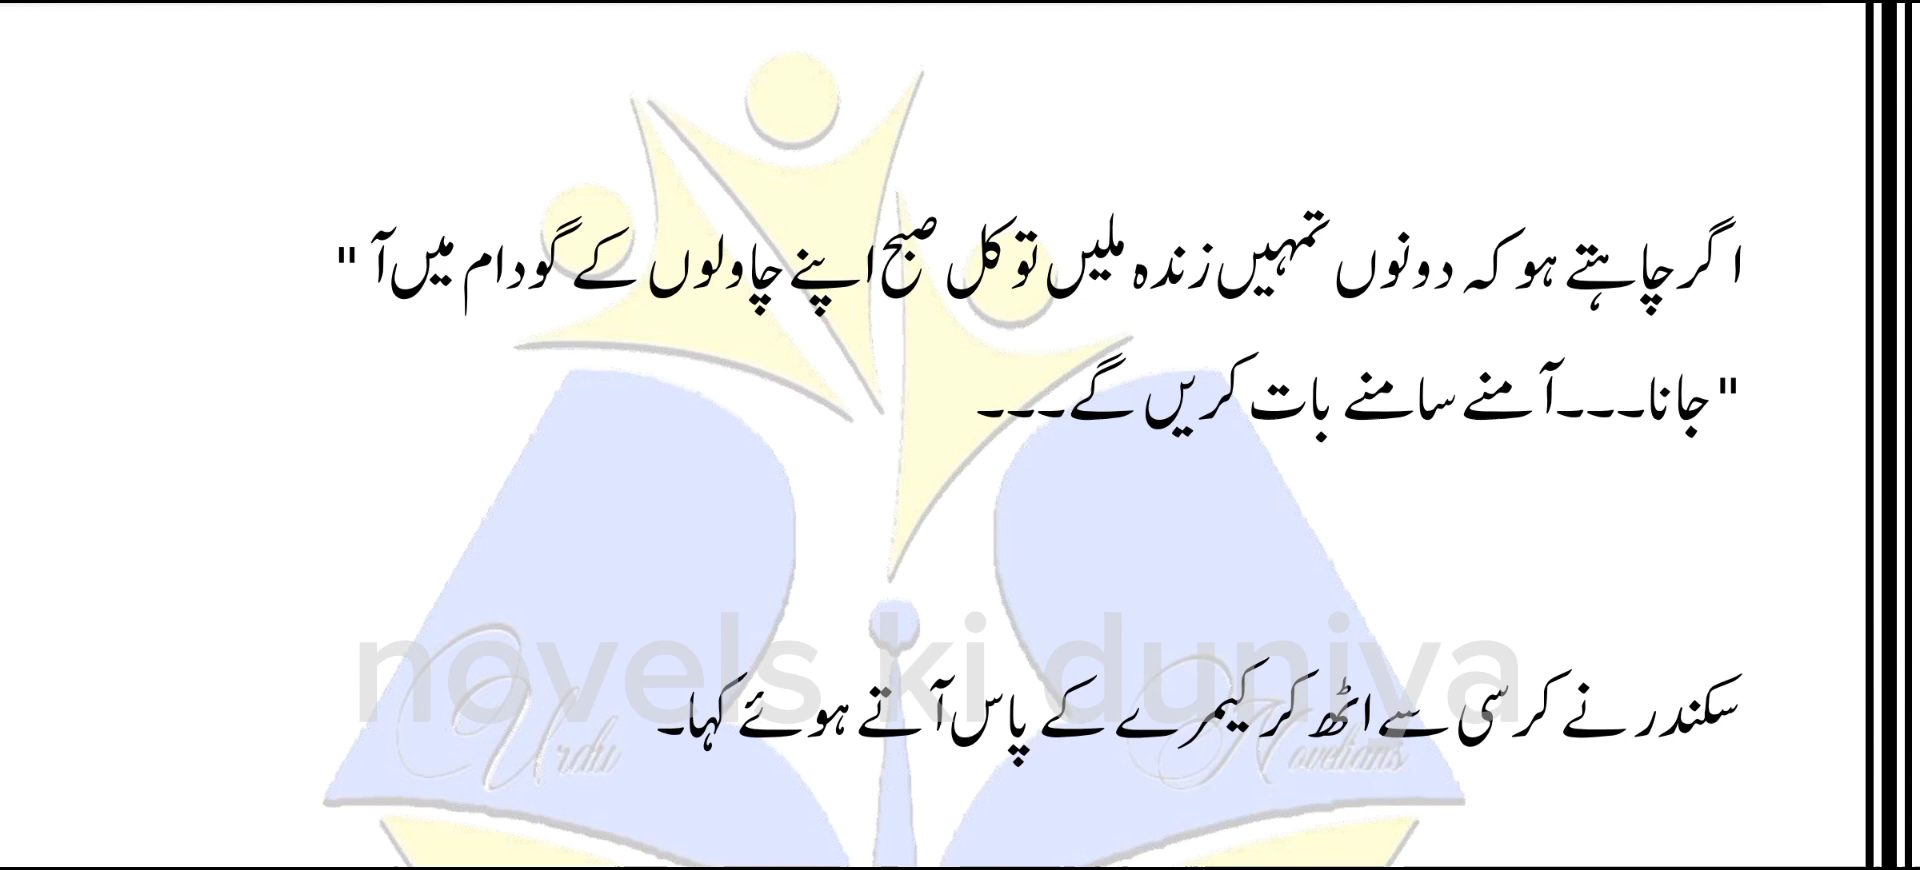 اگر چاہتے ہو کہ دونوں تمہیں زندہ ملیں تو کل صبح اپنے چاولوں کے گودام میں آ "
" جانا۔۔۔آمنے سامنے بات کریں گے۔۔۔
novels ki duniya
سکندر نے کرسی سے اٹھ کر کیمرے کے پاس آتے ہوئے کہا۔
Urdu Novelians